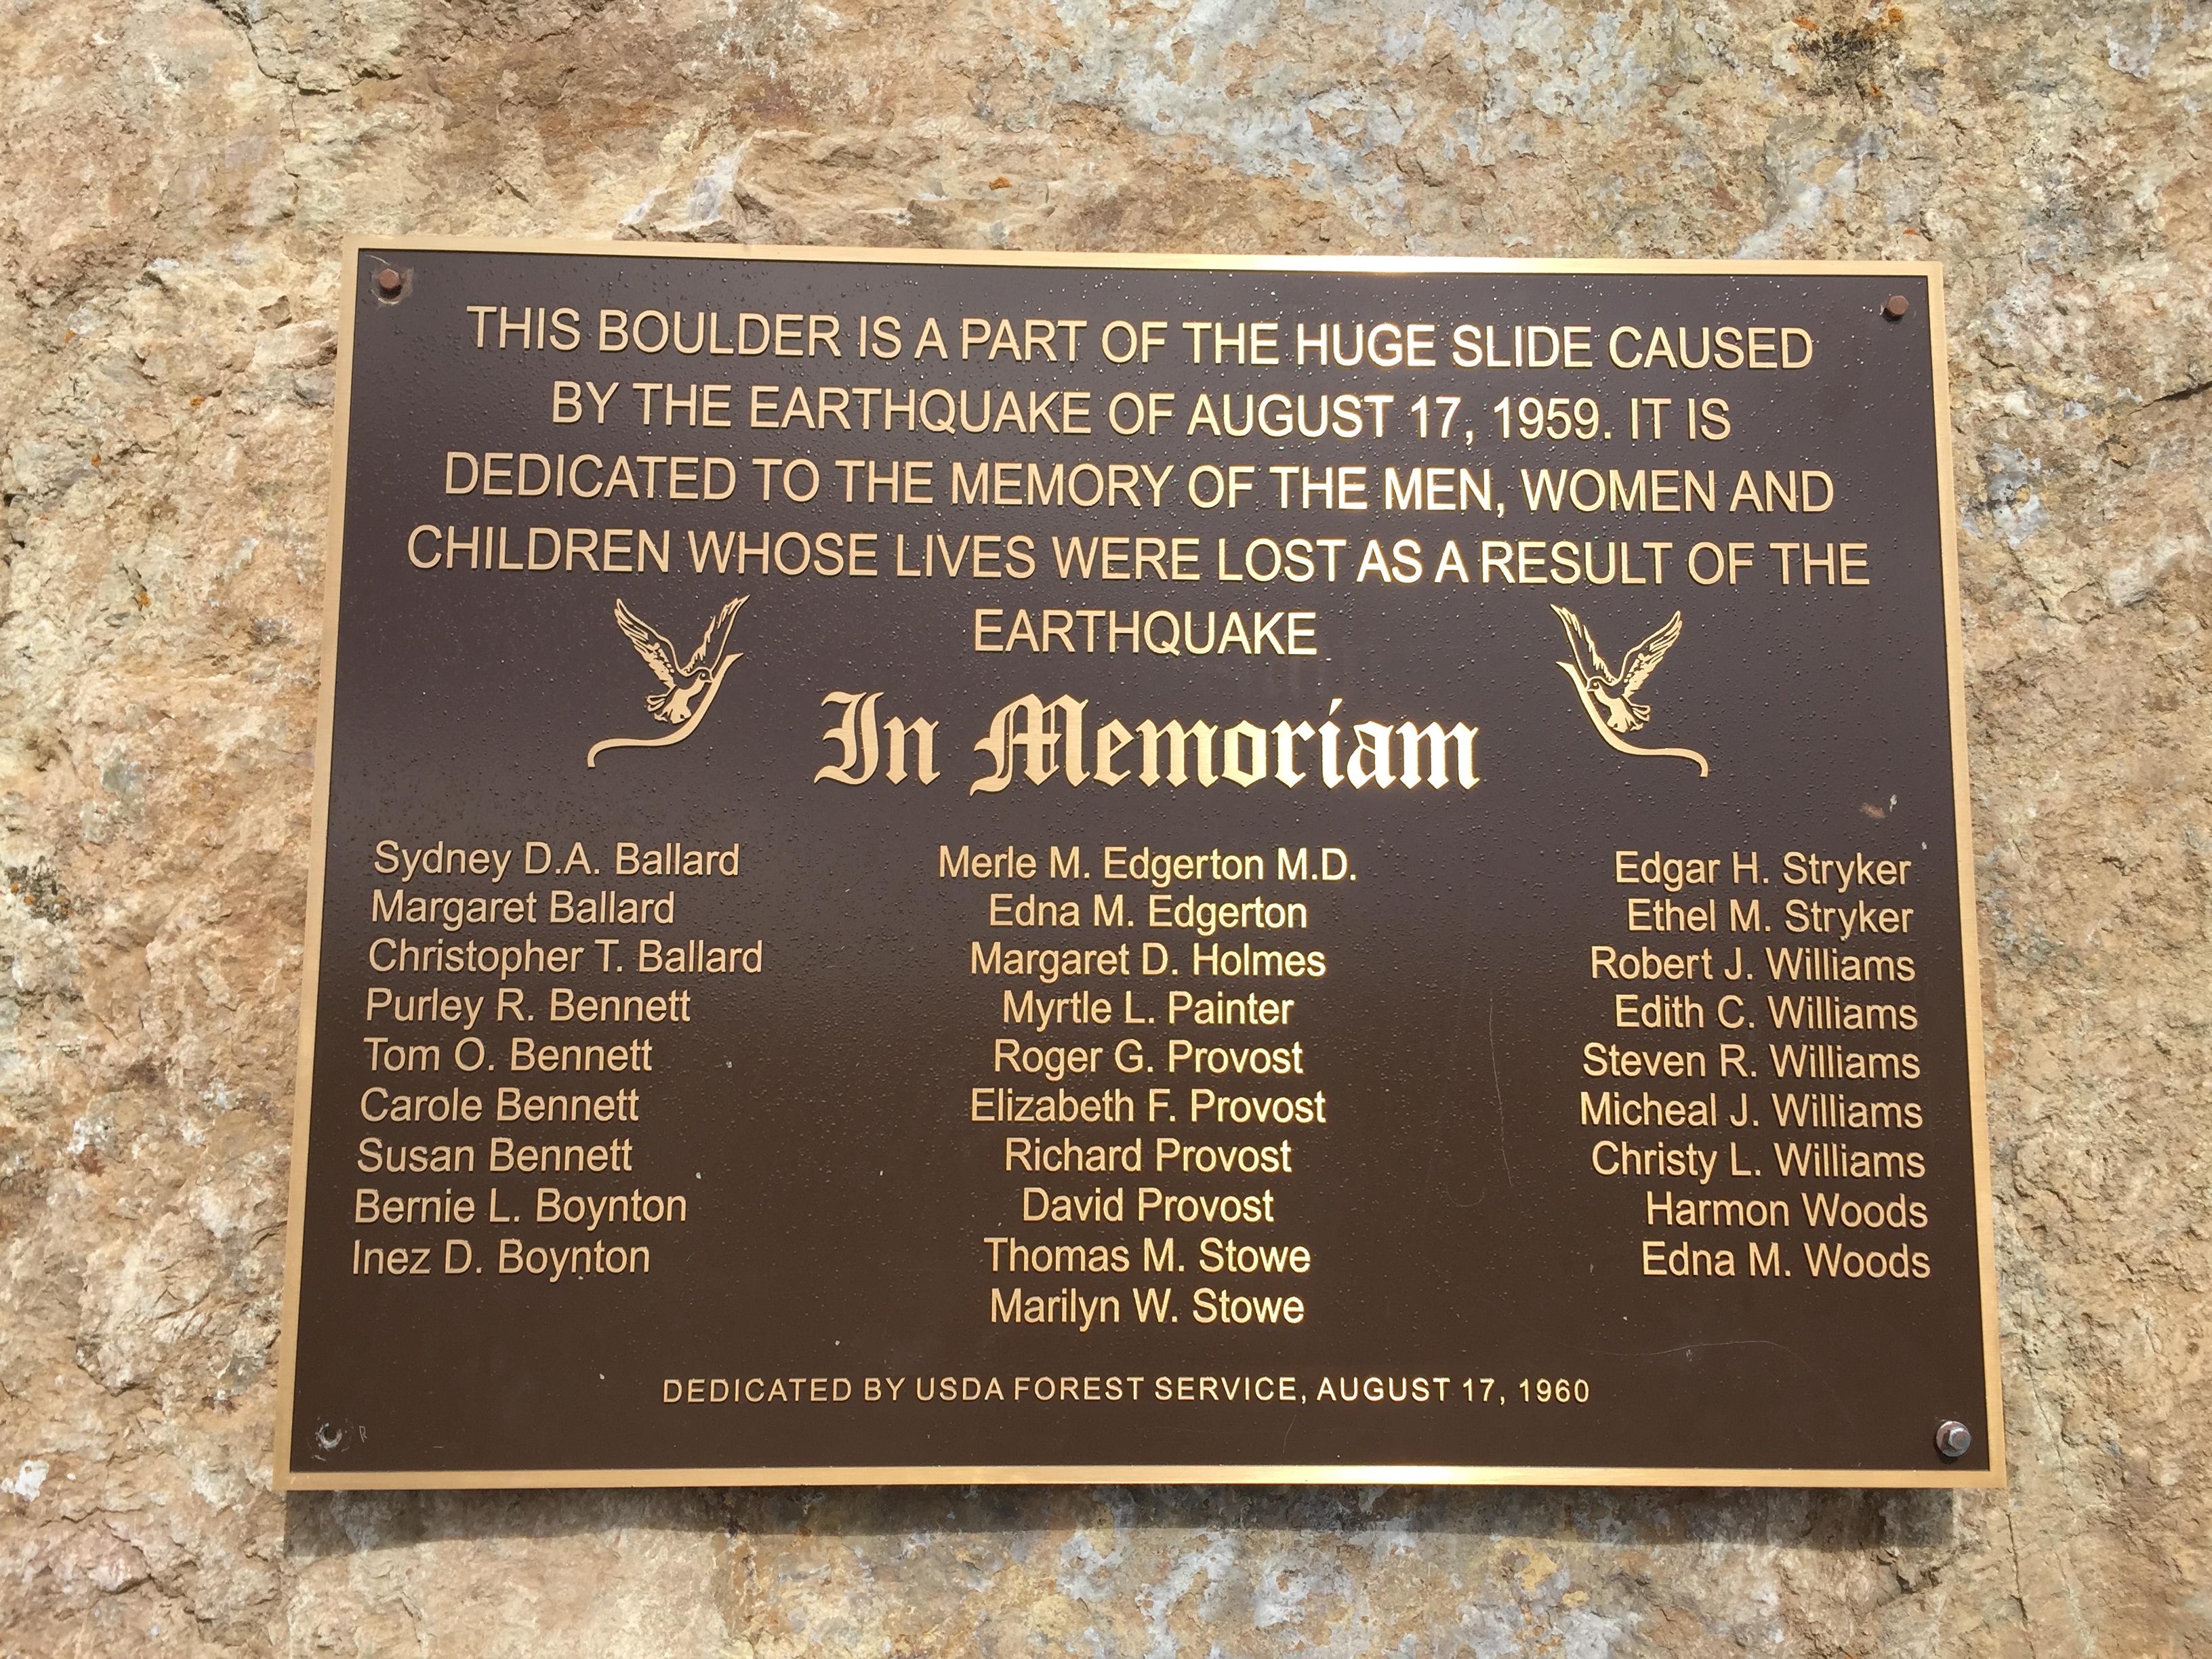 THIS BOULDER IS A PART OF THE HUGE SLIDE CAUSED
BY THE EARTHQUAKE OF AUGUST 17, 1959. IT IS
DEDICATED TO THE MEMORY OF THE MEN, WOMEN AND
CHILDREN WHOSE LIVES WERE LOST AS A RESULT OF THE
EARTHQUAKE
In Memoriam
Sydney D.A. Ballard
Margaret Ballard
Christopher T. Ballard
Purley R. Bennett
Tom O. Bennett
Carole Bennett
Susan Bennett
Bernie L. Boynton
Inez D. Boynton
Merle M. Edgerton M.D.
Edna M. Edgerton
Margaret D. Holmes
Myrtle L. Painter
Roger G. Provost
Elizabeth F. Provost
Richard Provost
David Provost
Thomas M. Stowe
Marilyn W. Stowe
Edgar H. Stryker
Ethel M. Stryker
Robert J. Williams
Edith C. Williams
Steven R. Williams
Micheal J. Williams
Christy L. Williams
Harmon Woods
Edna M. Woods
DEDICATED BY USDA FOREST SERVICE, AUGUST 17, 1960